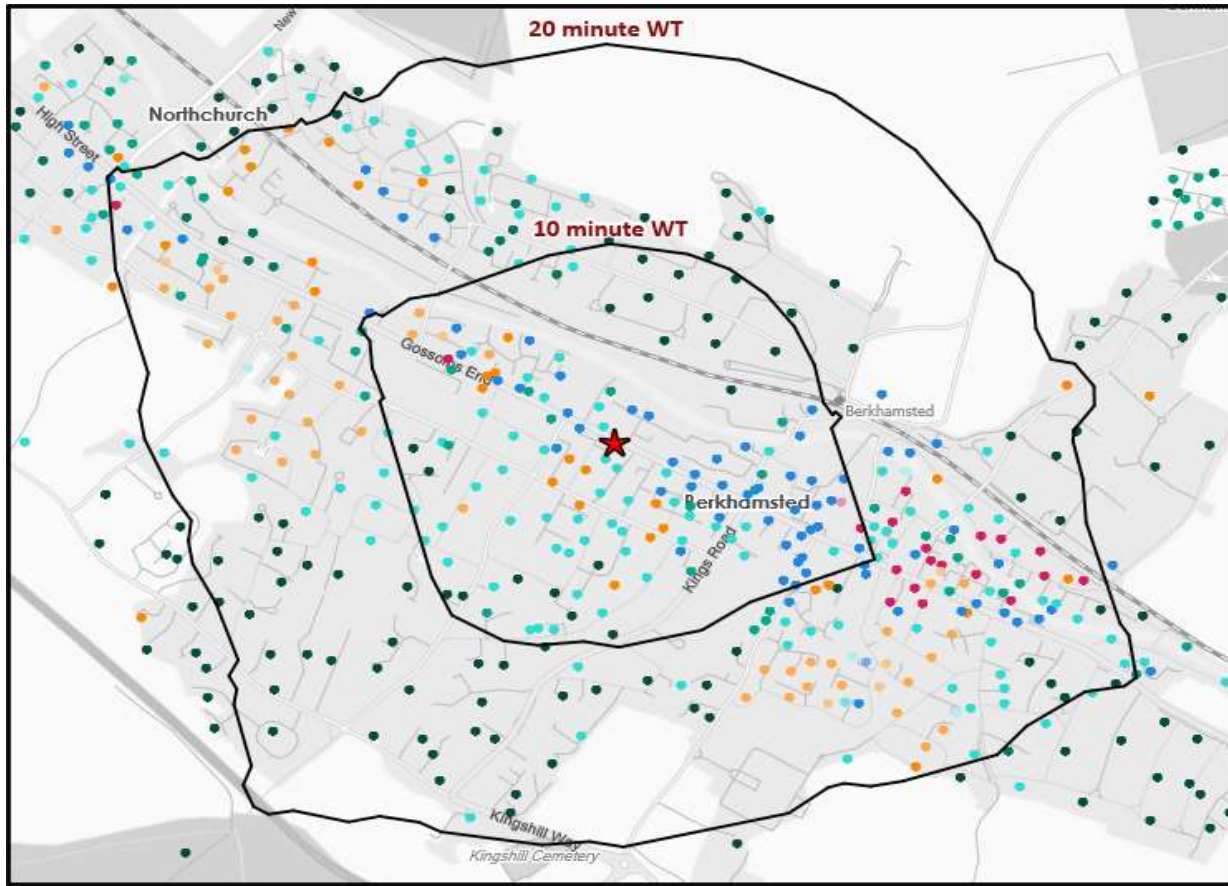 20 minute WT
New
Northchurch
High Street
10 minute WT
Gossoms End
Berkhamsted
Berkhamsted
Kings Road
Kingshill Way
Kingshill Cemetery